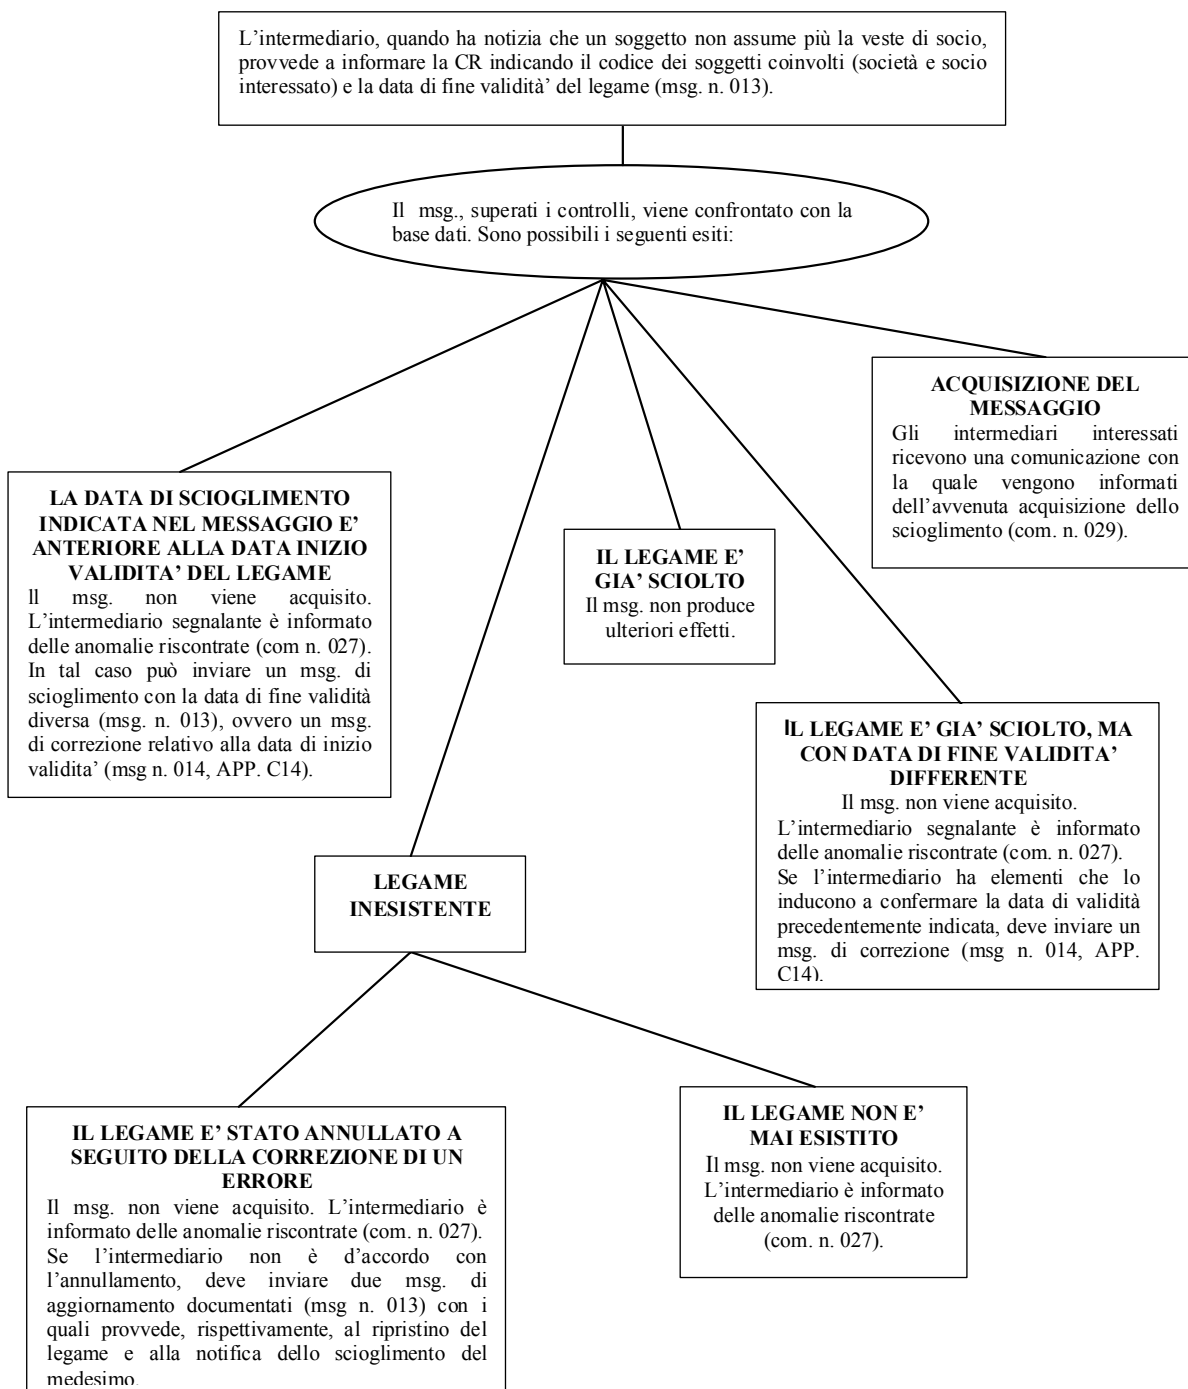 L’intermediario, quando ha notizia che un soggetto non assume più la veste di socio,
provvede a informare la CR indicando il codice dei soggetti coinvolti (società e socio
interessato) e la data di fine validità’ del legame (msg. n. 013).
Il msg., superati i controlli, viene confrontato con la
base dati. Sono possibili i seguenti esiti:
ACQUISIZIONE DEL
MESSAGGIO
Gli intermediari interessati
ricevono una comunicazione con
la quale vengono informati
dell’avvenuta acquisizione dello
scioglimento (com. n. 029).
LA DATA DI SCIOGLIMENTO
INDICATA NEL MESSAGGIO E’
ANTERIORE ALLA DATA INIZIO
VALIDITA’ DEL LEGAME
Il msg. non viene acquisito.
L’intermediario segnalante è informato
delle anomalie riscontrate (com n. 027).
In tal caso può inviare un msg. di
scioglimento con la data di fine validità
diversa (msg. n. 013), ovvero un msg.
di correzione relativo alla data di inizio
validita’ (msg n. 014, APP. C14).
IL LEGAME E’
GIA’ SCIOLTO
Il msg. non produce
ulteriori effetti.
IL LEGAME E’ GIA’ SCIOLTO, MA
CON DATA DI FINE VALIDITA’
DIFFERENTE
Il msg. non viene acquisito.
L’intermediario segnalante è informato
delle anomalie riscontrate (com. n. 027).
Se l’intermediario ha elementi che lo
inducono a confermare la data di validità
precedentemente indicata, deve inviare un
msg. di correzione (msg n. 014, APP.
C14).
LEGAME
INESISTENTE
IL LEGAME E’ STATO ANNULLATO A
SEGUITO DELLA CORREZIONE DI UN
ERRORE
Il msg. non viene acquisito. L’intermediario è
informato delle anomalie riscontrate (com. n. 027).
Se l’intermediario non è d’accordo con
l’annullamento, deve inviare due msg. di
aggiornamento documentati (msg n. 013) con i
quali provvede, rispettivamente, al ripristino del
legame e alla notifica dello scioglimento del
medesimo.
IL LEGAME NON E’
MAI ESISTITO
Il msg. non viene acquisito.
L’intermediario è informato
delle anomalie riscontrate
(com. n. 027).